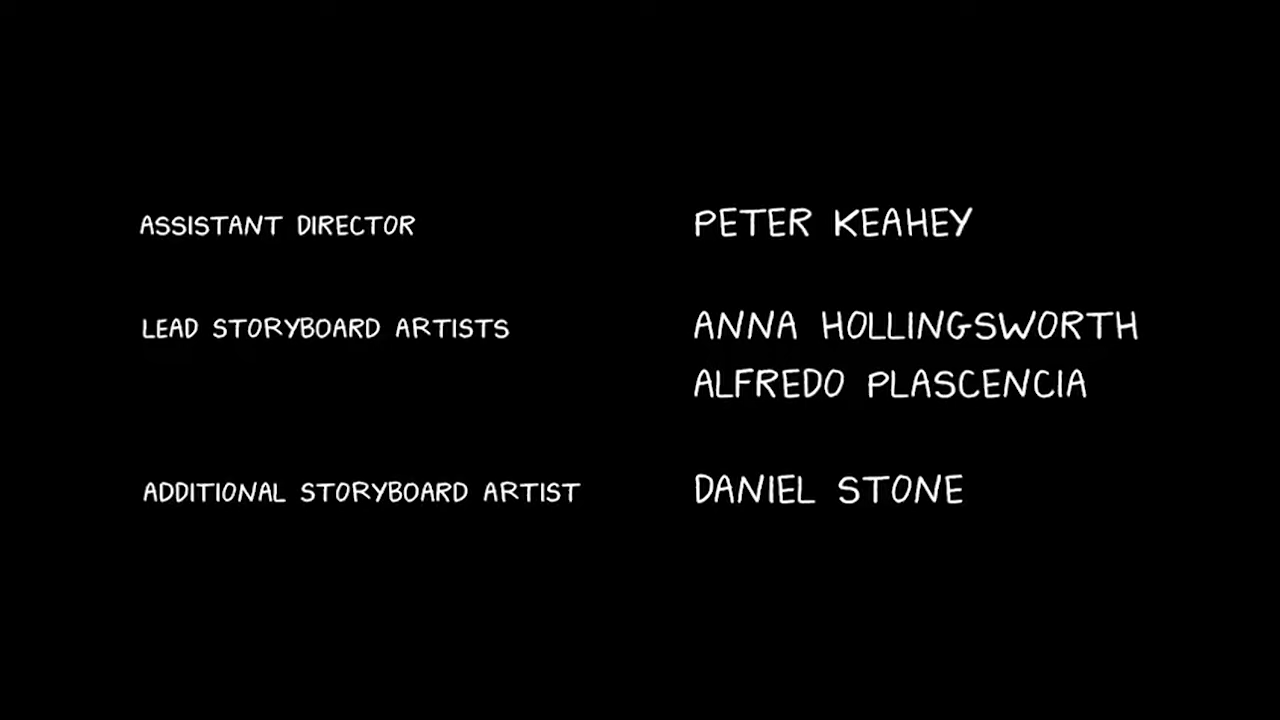 ASSISTANT DIRECTOR PETER KEAHEY
LEAD STORYBOARD ARTISTS ANNA HOLLINGSWORTH
ALFREDO PLASCENCIA
ADDITIONAL STORYBOARD ARTIST DANIEL STONE